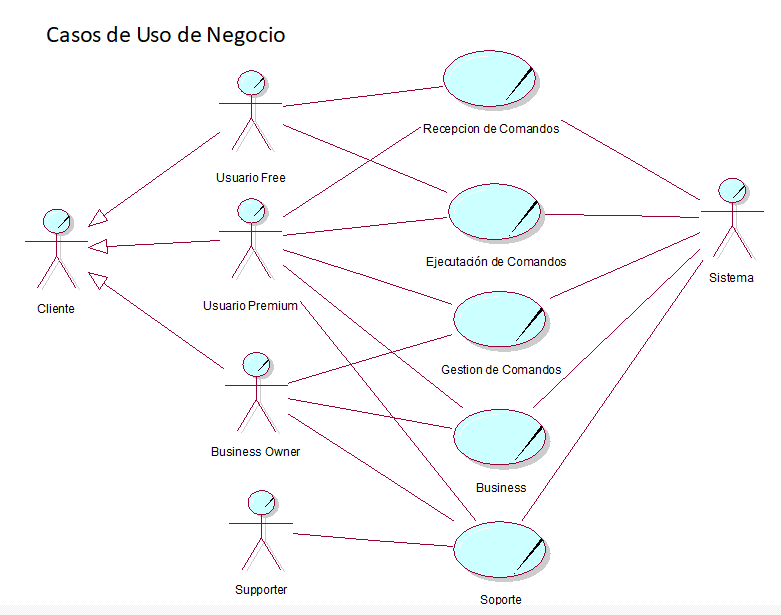 Casos de Uso de Negocio
Recepcion de Comandos
Usuario Free
Ejecutación de Comandos
Sistema
Usuario Premium
Cliente
Gestion de Comandos
Business Owner
Business
Supporter
Soporte